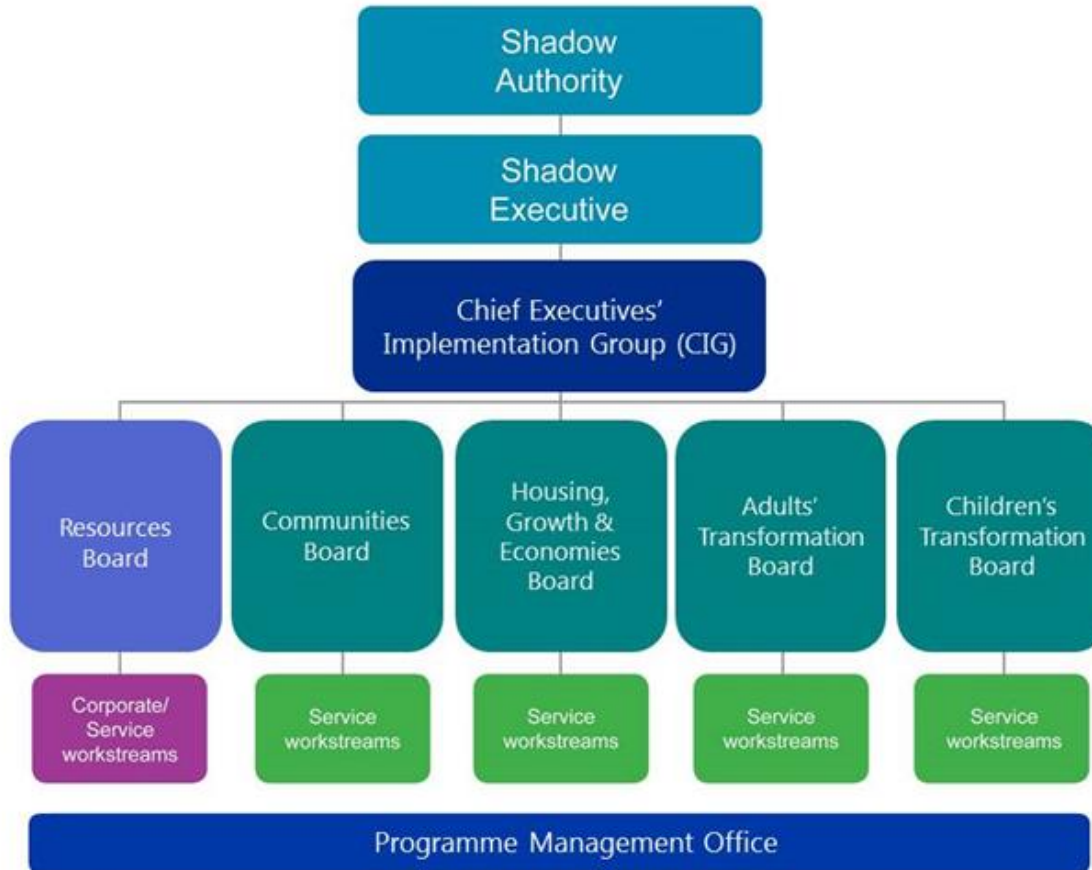 Shadow
Authority
Shadow
Executive
Chief Executives’
Implementation Group (CIG)
Resources
Board
Communities
Board
Housing,
Growth &
Economies
Board
Adults’
Transformation
Board
Children's
Transformation
Board
Corporate/
Service
workstreams
Service
workstreams
Service
workstreams
Service
workstreams
Service
workstreams
Programme Management Office